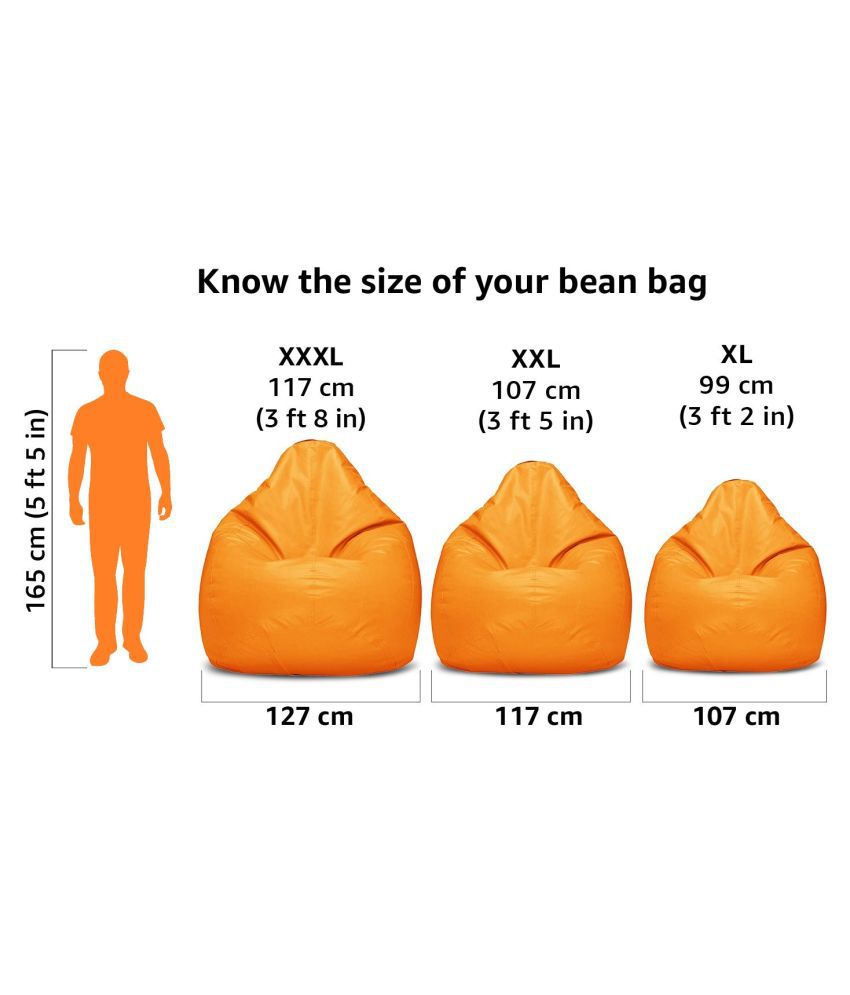 Know the size of your bean bag
165 cm (5 ft 5 in)
XXXL
117 cm
(3 ft 8 in)
XXL
107 cm
(3 ft 5 in)
XL
99 cm
(3 ft 2 in)
127 cm
117 cm
107 cm